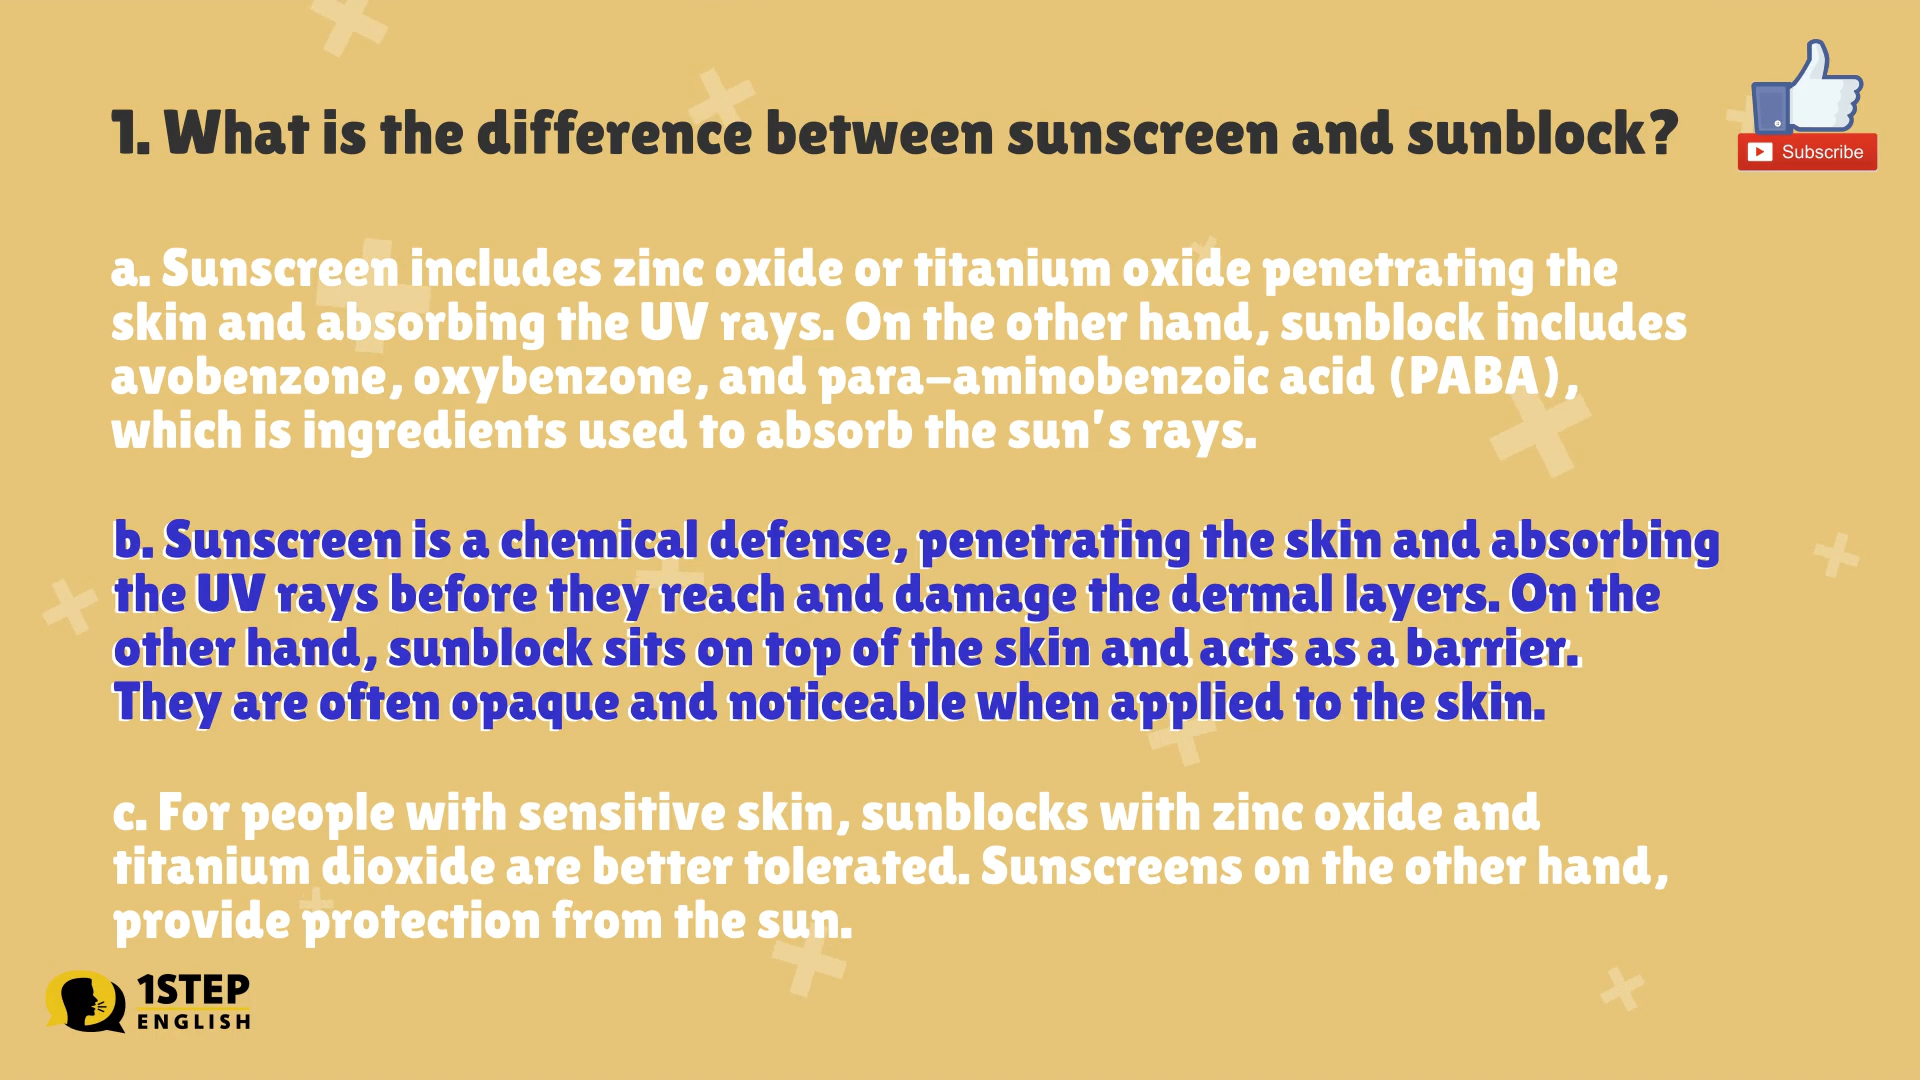 1. What is the difference between sunscreen and sunblock?
Subscribe
a. Sunscreen includes zinc oxide or titanium oxide penetrating the
skin and absorbing the UV rays. On the other hand, sunblock includes
avobenzone, oxybenzone, and para-aminobenzoic acid (PABA),
which is ingredients used to absorb the sun's rays.
b. Sunscreen is a chemical defense, penetrating the skin and absorbing
the UV rays before they reach and damage the dermal layers. On the
other hand, sunblock sits on top of the skin and acts as a barrier.
They are often opaque and noticeable when applied to the skin.
c. For people with sensitive skin, sunblocks with zinc oxide and
titanium dioxide are better tolerated. Sunscreens on the other hand,
provide protection from the sun.
1STEP
ENGLISH